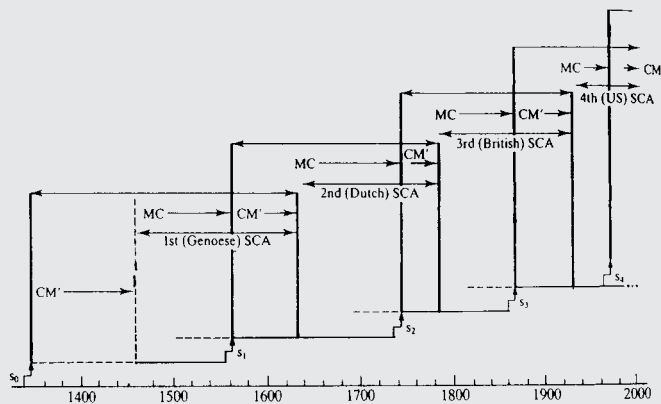 MC CM
4th (US) SCA
MC CM′
3rd (British) SCA
MC CM′
2nd (Dutch) SCA
MC CM′
1st (Genoese) SCA
CM′
S₄
S₃
S₂
S₁
S₀
1400 1500 1600 1700 1800 1900 2000